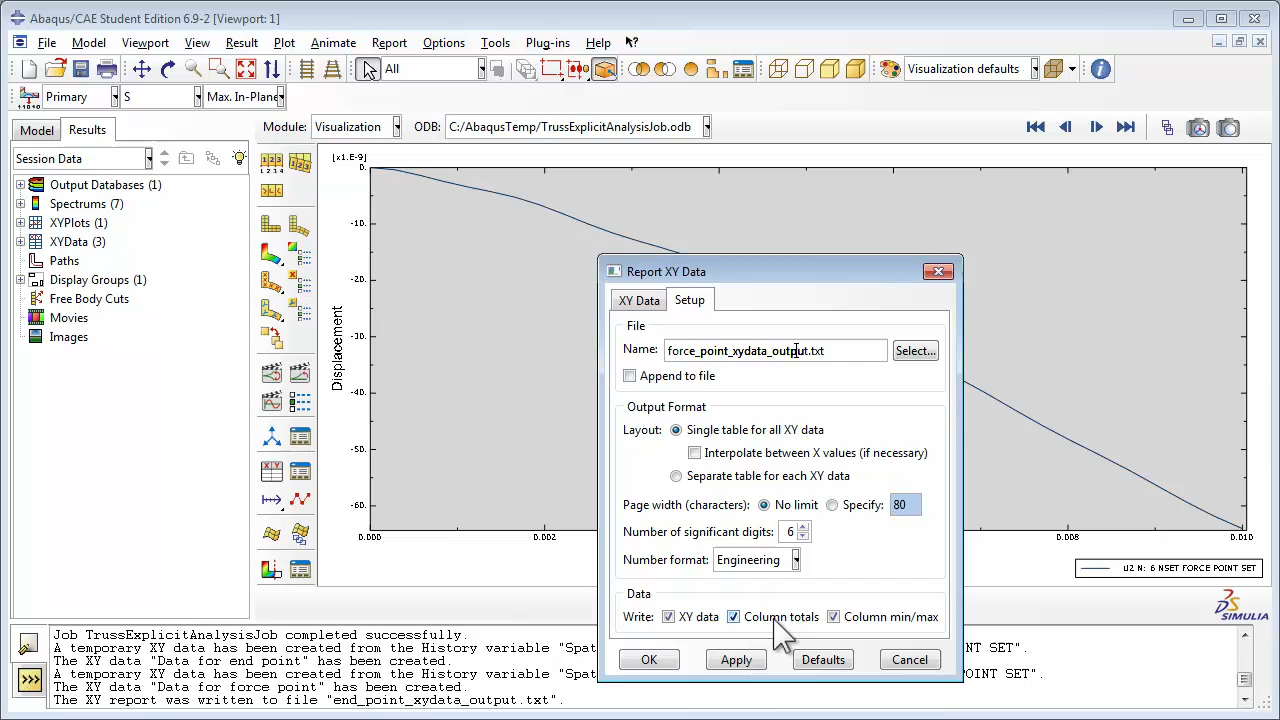 Abaqus/CAE Student Edition 6.9-2 [Viewport: 1]
File Model Viewport View Result Plot Animate Report Options Tools Plug-ins Help
All
Visualization defaults
Primary S Max. In-Plane
Model Results
Module: Visualization ODB: C:/AbaqusTemp/TrussExplicitAnalysisJob.odb
Session Data
Output Databases (1)
Spectrums (7)
XYPlots (1)
XYData (3)
Paths
Display Groups (1)
Free Body Cuts
Movies
Images
[x1.E-9]
0.
-10.
-20.
-30.
-40.
-50.
-60.
Displacement
0.000 0.002 0.008 0.010
U2 N: 6 NSET FORCE POINT SET
Report XY Data
XY Data Setup
File
Name: force_point_xydata_output.txt Select...
Append to file
Output Format
Layout: Single table for all XY data
Interpolate between X values (if necessary)
Separate table for each XY data
Page width (characters): No limit Specify: 80
Number of significant digits: 6
Number format: Engineering
Data
Write: XY data Column totals Column min/max
OK Apply Defaults Cancel
SIMULIA
Job TrussExplicitAnalysisJob completed successfully.
A temporary XY data has been created from the History variable "Spat
OINT SET".
The XY data "Data for end point" has been created.
A temporary XY data has been created from the History variable "Spat
POINT SET".
The XY data "Data for force point" has been created.
The XY report was written to file "end_point_xydata_output.txt".